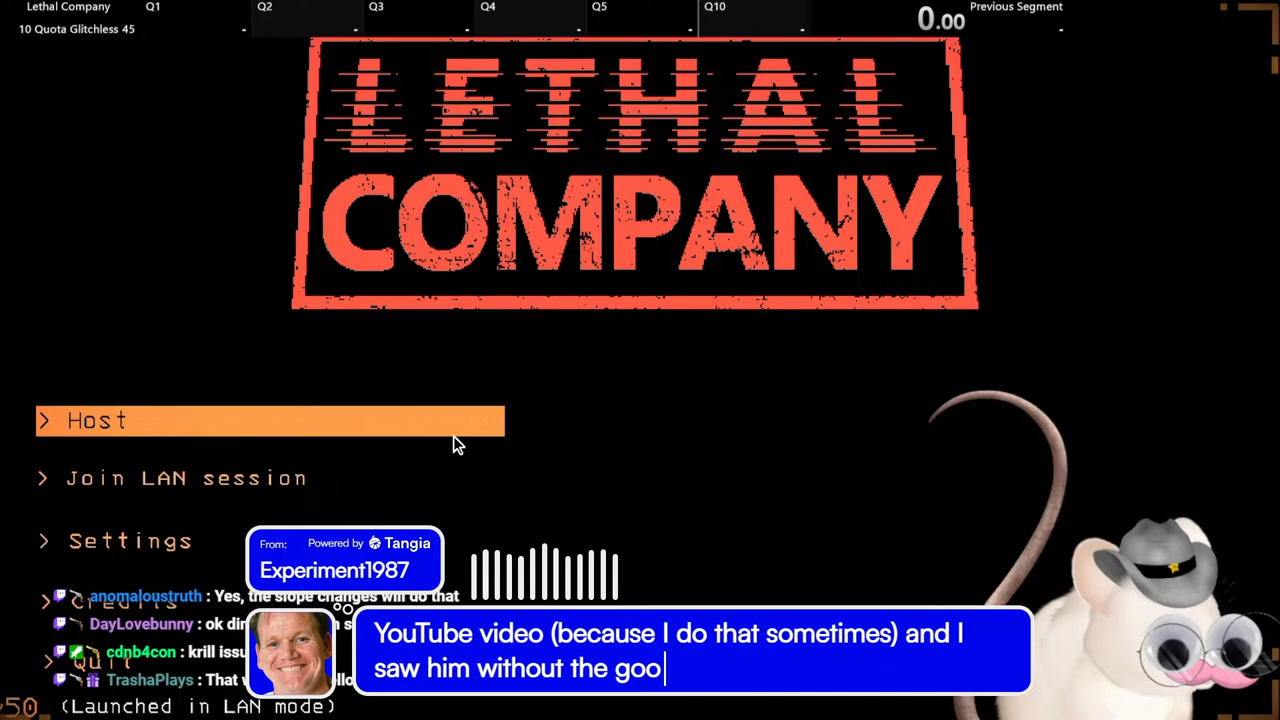 Lethal Company Q1 Q2 Q3 Q4 Q5 Q10 0.00 Previous Segment
10 Quota Glitchless 45 - - - - - - -
LETHAL
COMPANY
> Host
> Join LAN session
> Settings
From: Powered by Tangia
Experiment1987
> Credits
anomaloustruth : Yes, the slope changes will do that
DayLovebunny : ok
YouTube video (because I do that sometimes) and I
saw him without the goo
> Quit
cdnb4con : krill
TrashaPlays :
50 (Launched in LAN mode)